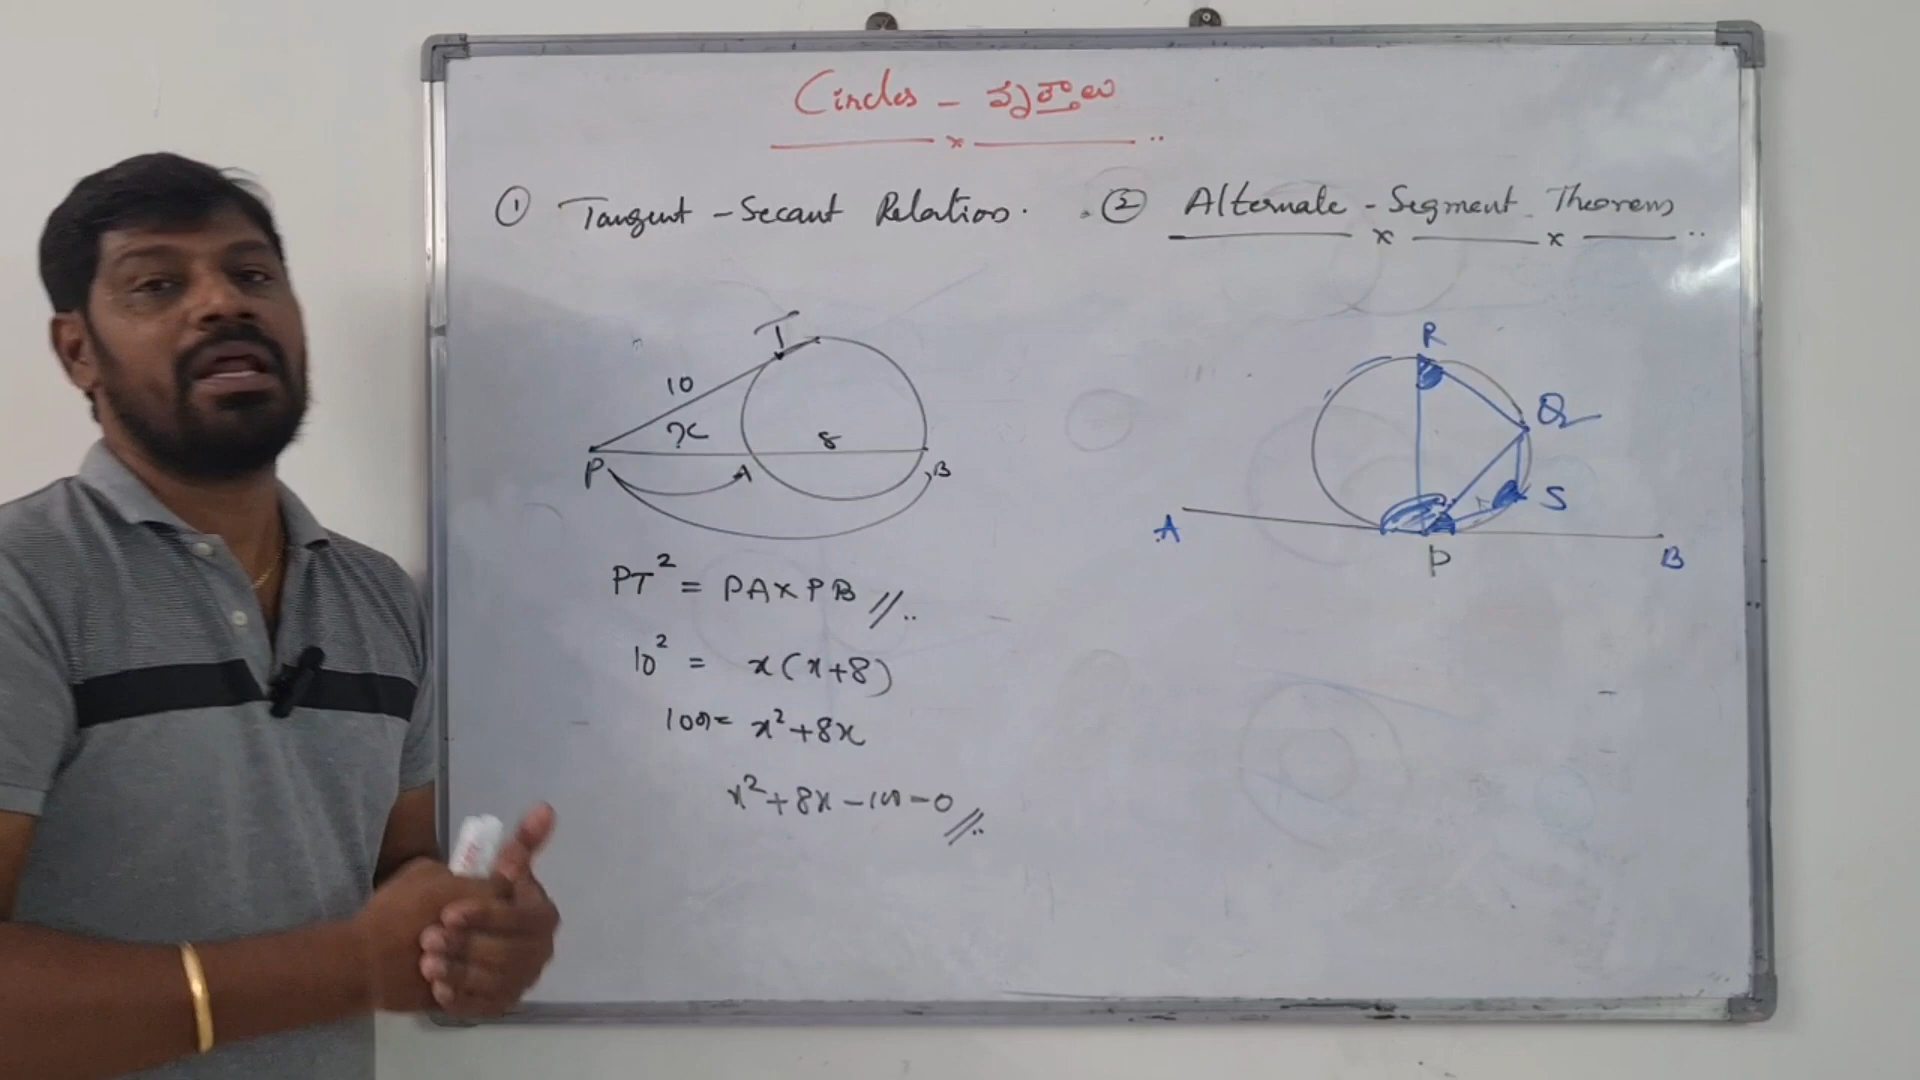 Circles - వృత్తాలు
① Tangent - Secant Relation.
② Alternate - Segment Theorem
T
10
x
8
P
A
B
PT² = PA x PB //..
10² = x(x+8)
100 = x²+8x
x²+8x-100=0 //..
R
Q
S
A
P
B